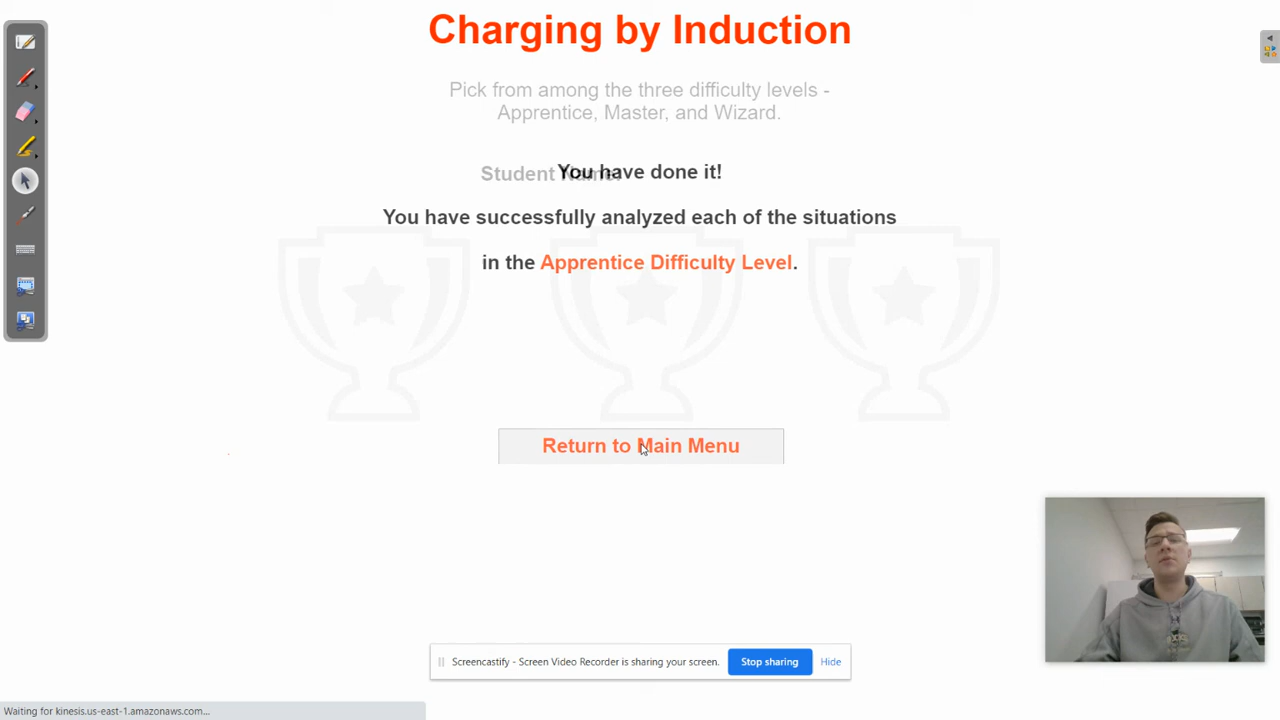 Charging by Induction
Pick from among the three difficulty levels -
Apprentice, Master, and Wizard.
Student Name:
You have done it!
You have successfully analyzed each of the situations
in the Apprentice Difficulty Level.
Return to Main Menu
Screencastify - Screen Video Recorder is sharing your screen.
Stop sharing
Hide
Waiting for kinesis.us-east-1.amazonaws.com...